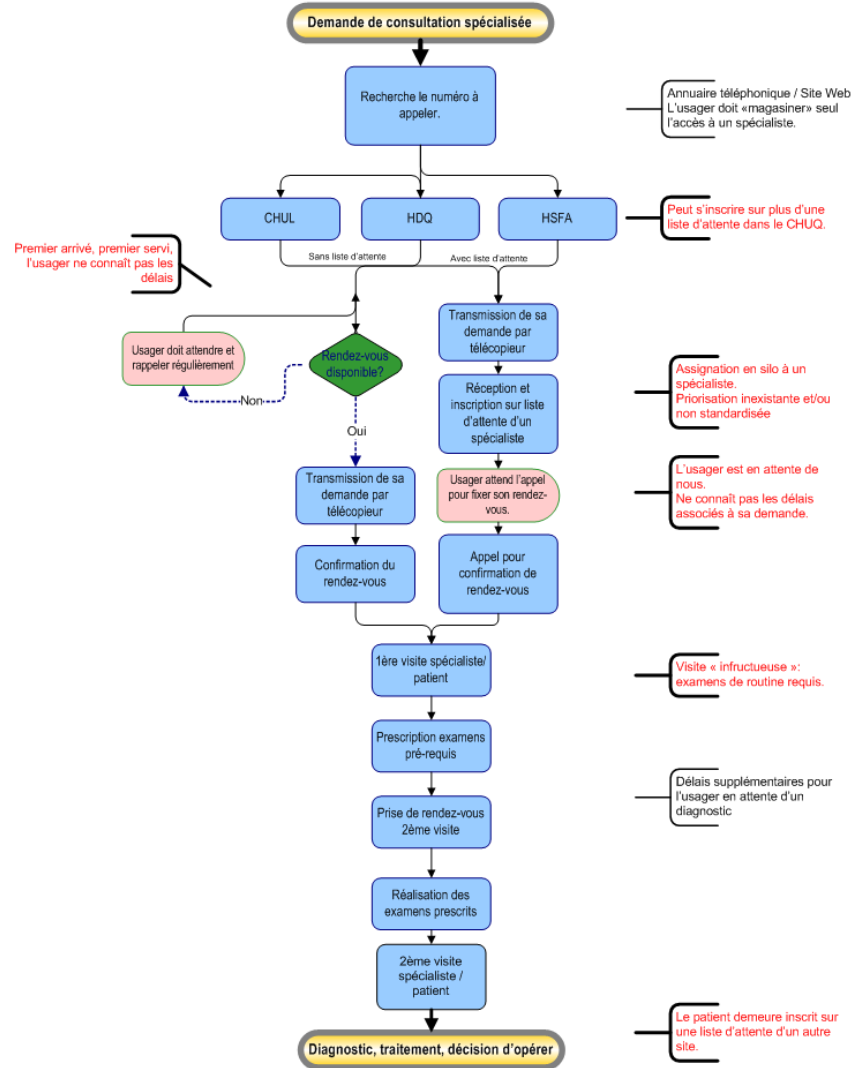 Demande de consultation spécialisée
Recherche le numéro à
appeler.
Annuaire téléphonique / Site Web
L'usager doit «magasiner» seul
l'accès à un spécialiste.
CHUL
HDQ
HSFA
Peut s'inscrire sur plus d'une
liste d'attente dans le CHUQ.
Premier arrivé, premier servi,
l'usager ne connaît pas les
délais
Sans liste d'attente
Avec liste d'attente
Transmission de sa
demande par
télécopieur
Usager doit attendre et
rappeler régulièrement
Rendez-vous
disponible?
Non
Oui
Réception et
inscription sur liste
d'attente d'un
spécialiste
Assignation en silo à un
spécialiste.
Priorisation inexistante et/ou
non standardisée
Transmission de sa
demande par
télécopieur
Usager attend l'appel
pour fixer son rendez-
vous.
L'usager est en attente de
nous.
Ne connaît pas les délais
associés à sa demande.
Confirmation du
rendez-vous
Appel pour
confirmation de
rendez-vous
1ère visite spécialiste/
patient
Visite « infructueuse »:
examens de routine requis.
Prescription examens
pré-requis
Prise de rendez-vous
2ème visite
Délais supplémentaires pour
l'usager en attente d'un
diagnostic
Réalisation des
examens prescrits
2ème visite
spécialiste /
patient
Le patient demeure inscrit sur
une liste d'attente d'un autre
site.
Diagnostic, traitement, décision d'opérer